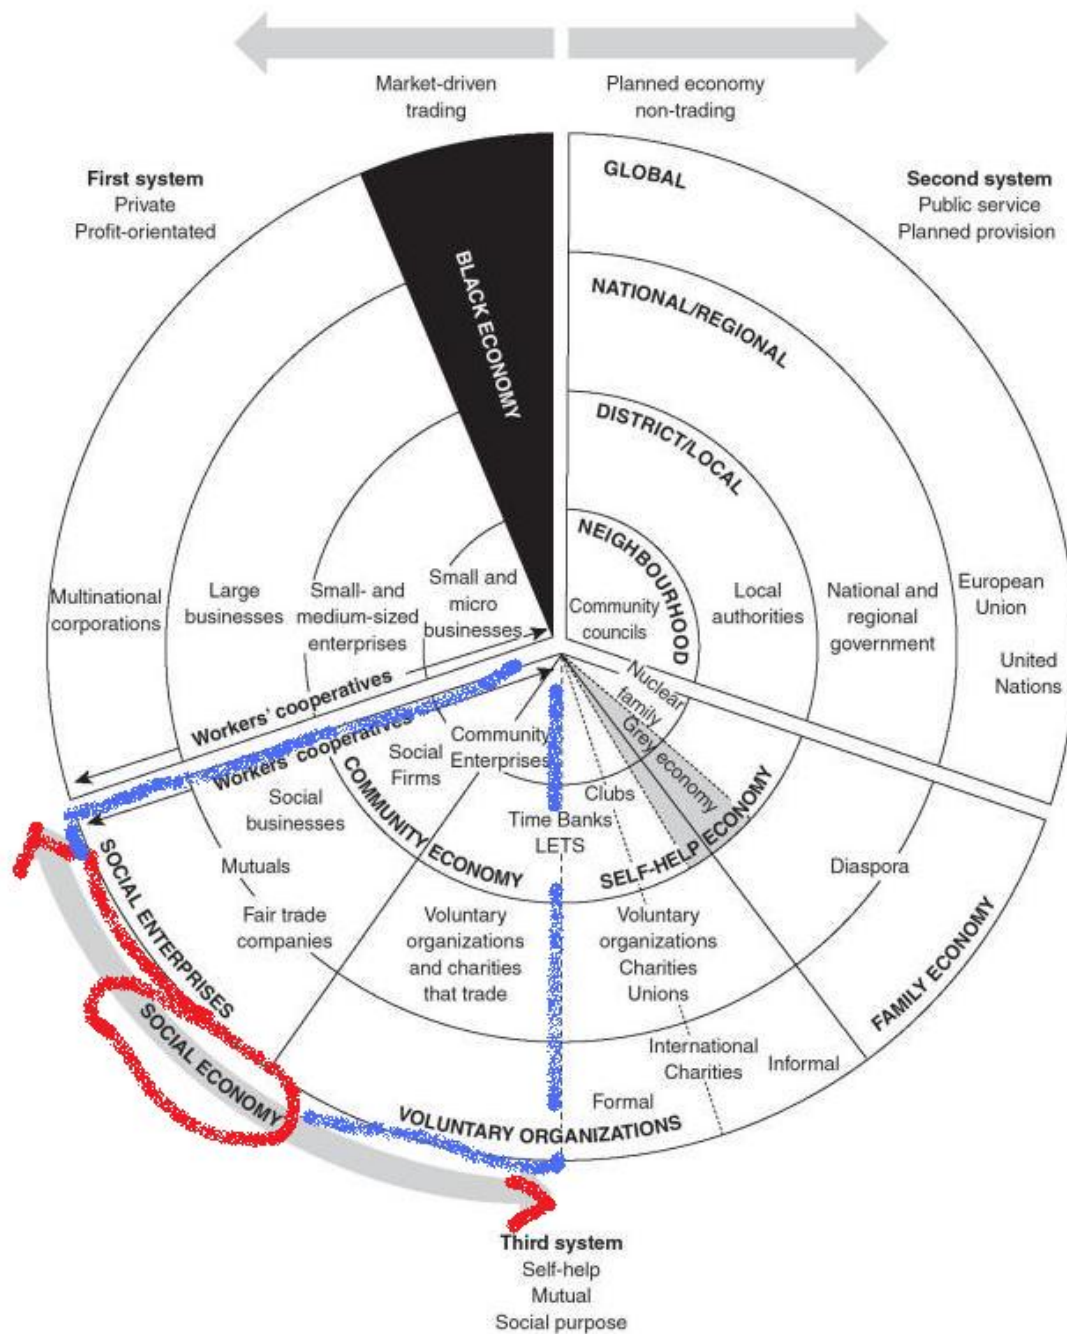 Market-driven
trading
Planned economy
non-trading
First system
Private
Profit-orientated
Second system
Public service
Planned provision
BLACK ECONOMY
GLOBAL
NATIONAL/REGIONAL
DISTRICT/LOCAL
NEIGHBOURHOOD
Multinational
corporations
Large
businesses
Small- and
medium-sized
enterprises
Small and
micro
businesses
Community
councils
Local
authorities
National and
regional
government
European
Union
United
Nations
Workers' cooperatives
Workers' cooperatives
Social
Firms
Community
Enterprises
Nuclear
family
Grey economy
Social
businesses
COMMUNITY ECONOMY
Clubs
Time Banks
LETS
SELF-HELP ECONOMY
Mutuals
Fair trade
companies
Voluntary
organizations
and charities
that trade
Voluntary
organizations
Charities
Unions
Diaspora
SOCIAL ENTERPRISES
SOCIAL ECONOMY
FAMILY ECONOMY
International
Charities
Informal
Formal
VOLUNTARY ORGANIZATIONS
Third system
Self-help
Mutual
Social purpose